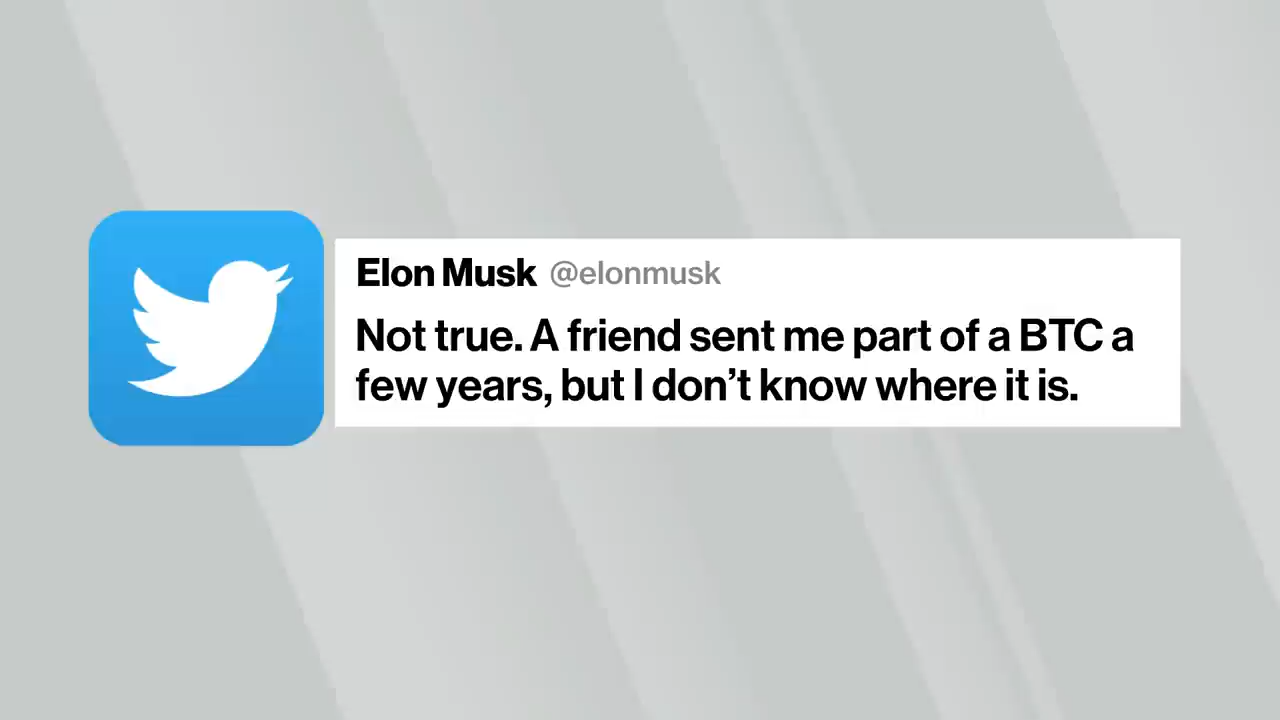 Elon Musk @elonmusk
Not true. A friend sent me part of a BTC a
few years, but I don’t know where it is.